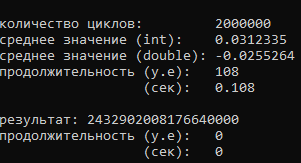 количество циклов: 2000000
среднее значение (int): 0.0312335
среднее значение (double): -0.0255264
продолжительность (у.е) 108
(сек) 0.108
результат: 2432902008176640000
продолжительность (у.е) 0
(сек): 0